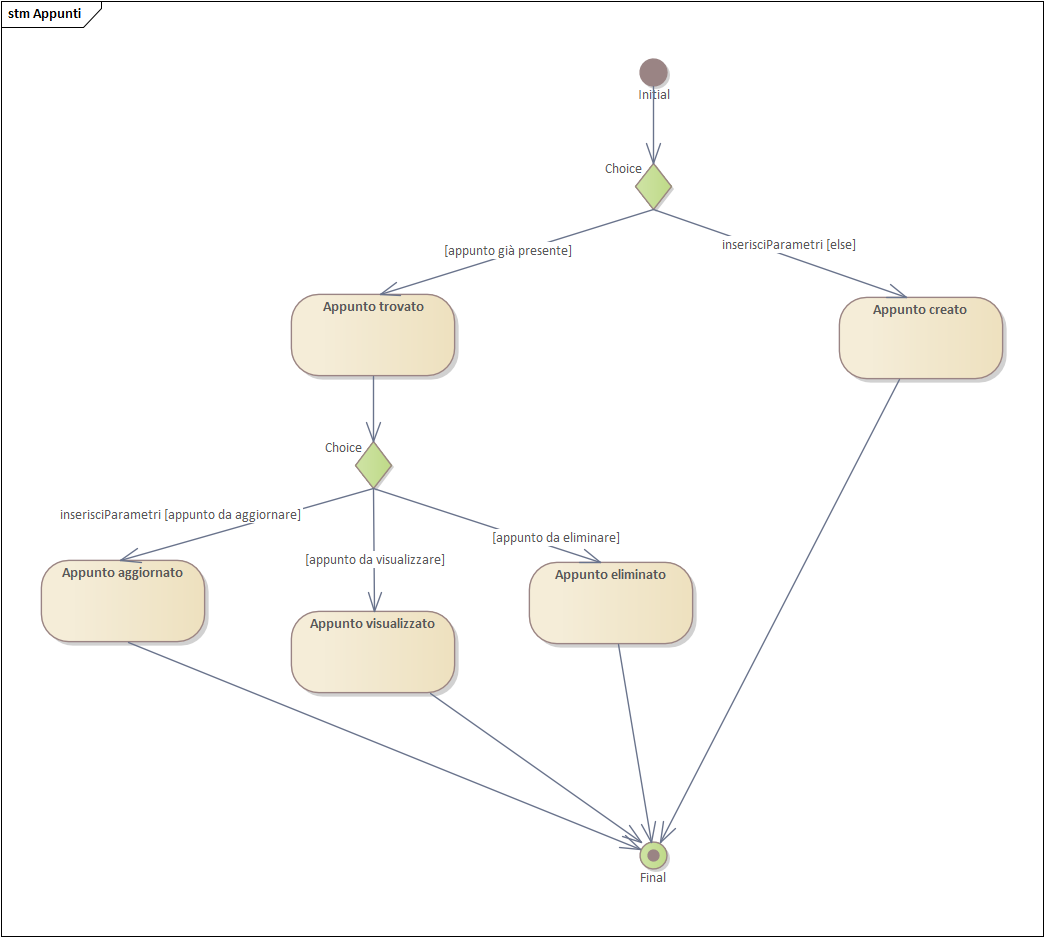 stm Appunti
Initial
Choice
[appunto già presente]
inserisciParametri [else]
Appunto trovato
Appunto creato
Choice
inserisciParametri [appunto da aggiornare]
[appunto da visualizzare]
[appunto da eliminare]
Appunto aggiornato
Appunto visualizzato
Appunto eliminato
Final